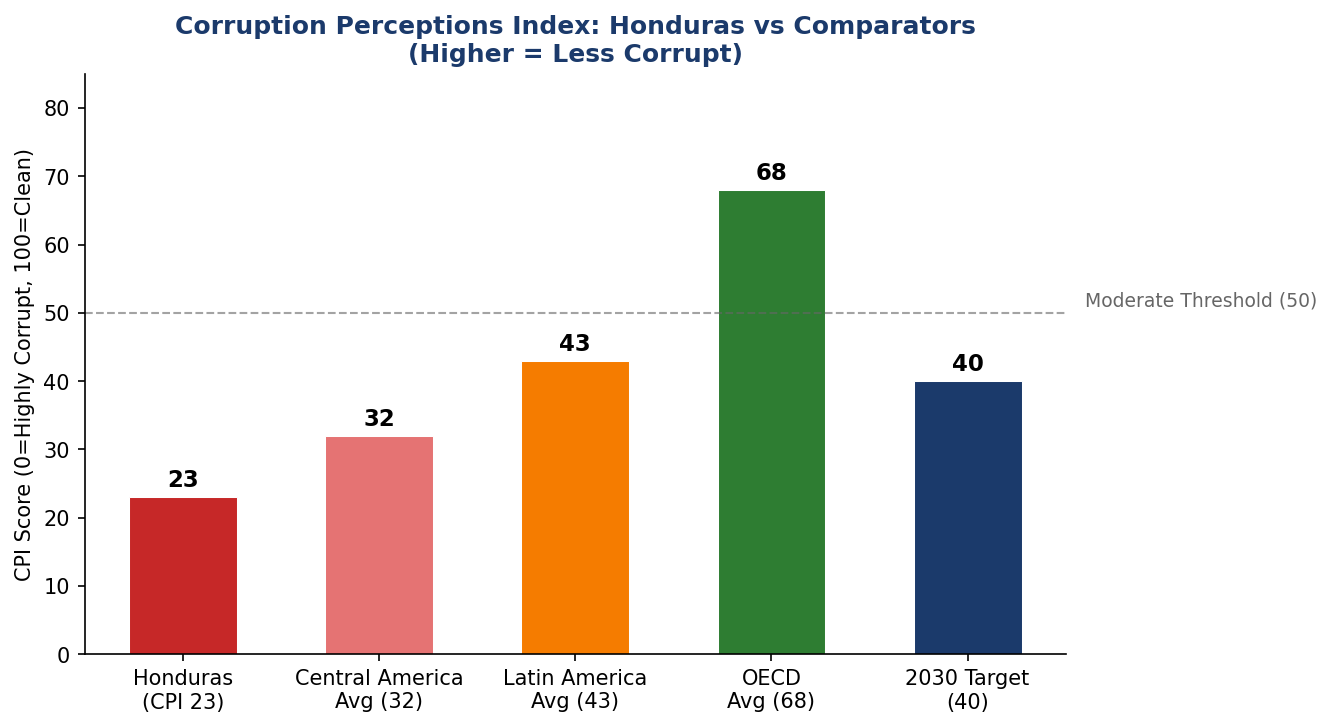 Corruption Perceptions Index: Honduras vs Comparators
(Higher = Less Corrupt)
CPI Score (0=Highly Corrupt, 100=Clean)
80
70
60
50
40
30
20
10
0
68
43
40
32
23
Moderate Threshold (50)
Honduras
(CPI 23)
Central America
Avg (32)
Latin America
Avg (43)
OECD
Avg (68)
2030 Target
(40)